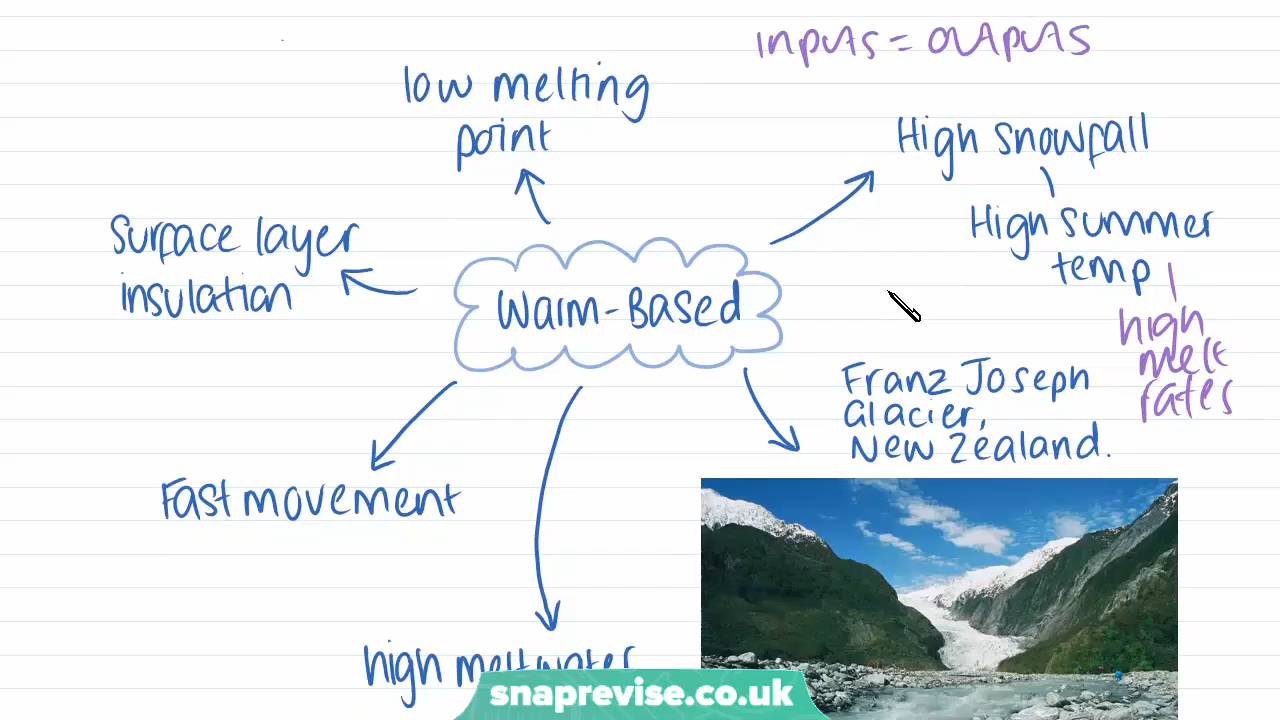 inputs = outputs
low melting
point
High snowfall
High summer
temp
high
melt
rates
Surface layer
insulation
Warm-Based
Franz Joseph
Glacier,
New Zealand.
Fast movement
high meltwater
snaprevise.co.uk